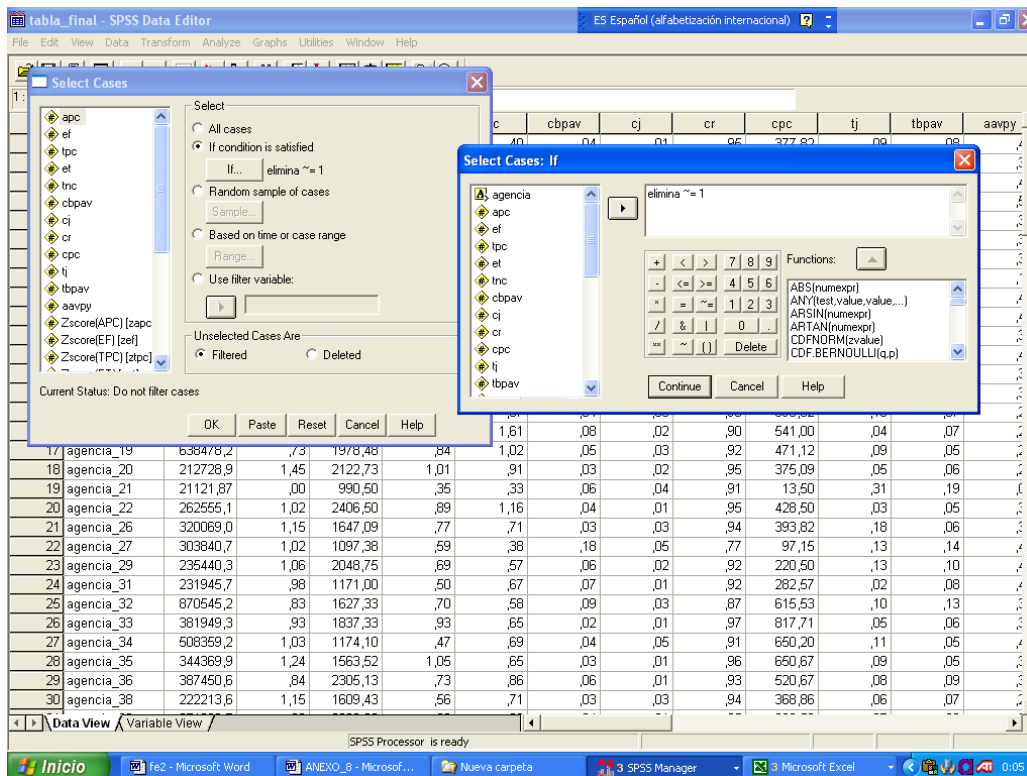 tabla_final - SPSS Data Editor
ES Español (alfabetización internacional)
File Edit View Data Transform Analyze Graphs Utilities Window Help
Select Cases
apc
ef
tpc
et
tnc
cbpav
cj
cr
cpc
tj
tbpav
aavpy
Zscore(APC) [zapc
Zscore(EF) [zef]
Zscore(TPC) [ztpc]
Select
All cases
If condition is satisfied
If... elimina ~= 1
Random sample of cases
Sample...
Based on time or case range
Range...
Use filter variable:
Unselected Cases Are
Filtered Deleted
Current Status: Do not filter cases
OK Paste Reset Cancel Help
c cbpav cj cr cpc tj tbpav aavpy
Select Cases: If
agencia
apc
ef
tpc
et
tnc
cbpav
cj
cr
cpc
tj
tbpav
elimina ~= 1
+ < > 7 8 9
- <= >= 4 5 6
* = ~= 1 2 3
/ & | 0 .
** ~ () Delete
Functions:
ABS(numexpr)
ANY(test,value,value,...)
ARSIN(numexpr)
ARTAN(numexpr)
CDFNORM(zvalue)
CDF.BERNOULLI(q,p)
Continue Cancel Help
1,61 ,08 ,02 ,90 541,00 ,04 ,07
17 agencia_19 638478,2 ,73 1978,48 ,84 1,02 ,05 ,03 ,92 471,12 ,09 ,05
18 agencia_20 212728,9 1,45 2122,73 1,01 ,91 ,03 ,02 ,95 375,09 ,05 ,06
19 agencia_21 21121,87 ,00 990,50 ,35 ,33 ,06 ,04 ,91 13,50 ,31 ,19
20 agencia_22 262555,1 1,02 2406,50 ,89 1,16 ,04 ,01 ,95 428,50 ,03 ,05
21 agencia_26 320069,0 1,15 1647,09 ,77 ,71 ,03 ,03 ,94 393,82 ,18 ,06
22 agencia_27 303840,7 1,02 1097,38 ,59 ,38 ,18 ,05 ,77 97,15 ,13 ,14
23 agencia_29 235440,3 1,06 2048,75 ,69 ,57 ,06 ,02 ,92 220,50 ,13 ,10
24 agencia_31 231945,7 ,98 1171,00 ,50 ,67 ,07 ,01 ,92 282,57 ,02 ,08
25 agencia_32 870545,2 ,83 1627,33 ,70 ,58 ,09 ,03 ,87 615,53 ,10 ,13
26 agencia_33 381949,3 ,93 1837,33 ,93 ,65 ,02 ,01 ,97 817,71 ,05 ,06
27 agencia_34 508359,2 1,03 1174,10 ,47 ,69 ,04 ,05 ,91 650,20 ,11 ,05
28 agencia_35 344369,9 1,24 1563,52 1,05 ,65 ,03 ,01 ,96 650,67 ,09 ,05
29 agencia_36 387450,6 ,84 2305,13 ,73 ,86 ,06 ,01 ,93 520,67 ,08 ,09
30 agencia_38 222213,6 1,15 1609,43 ,56 ,71 ,03 ,03 ,94 368,86 ,06 ,07
Data View Variable View
SPSS Processor is ready
Inicio fe2 - Microsoft Word ANEXO_8 - Microsof... Nueva carpeta 3 SPSS Manager 3 Microsoft Excel 0:05